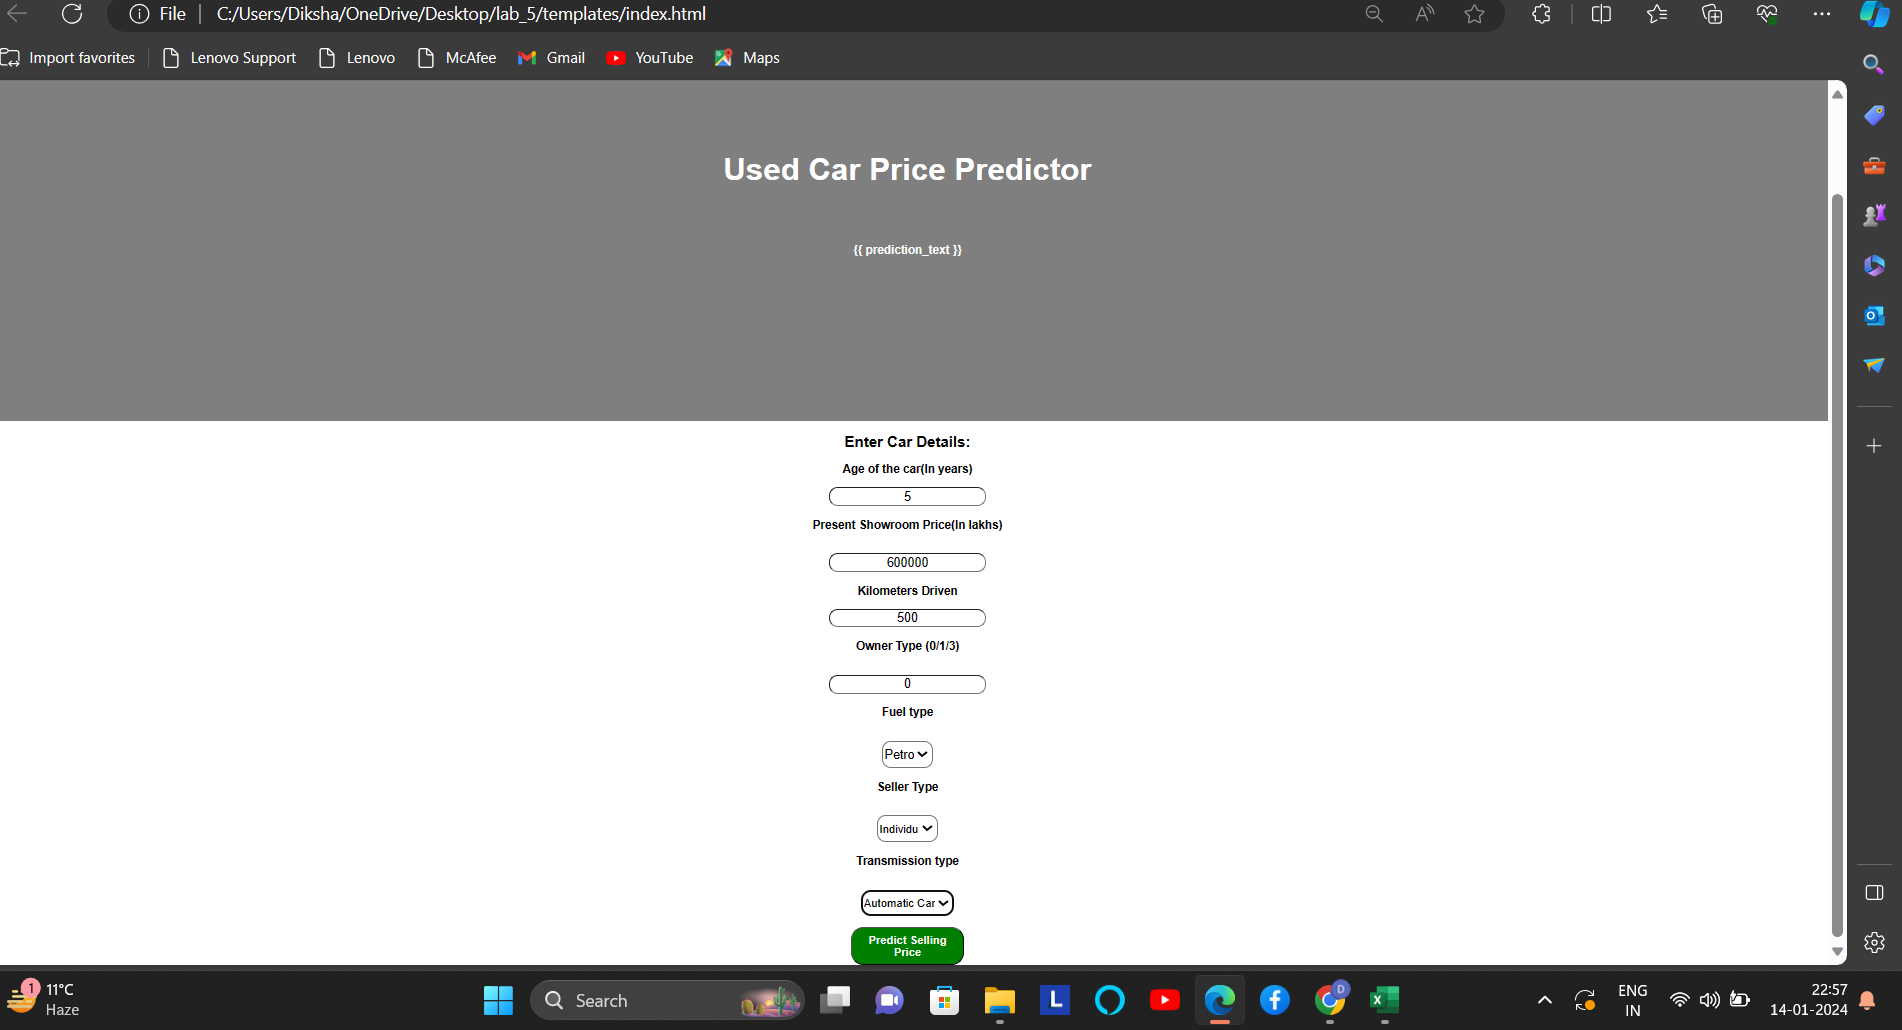 File
C:/Users/Diksha/OneDrive/Desktop/lab_5/templates/index.html
Import favorites
Lenovo Support
Lenovo
McAfee
Gmail
YouTube
Maps
Used Car Price Predictor
{{ prediction_text }}
Enter Car Details:
Age of the car(In years)
5
Present Showroom Price(In lakhs)
600000
Kilometers Driven
500
Owner Type (0/1/3)
0
Fuel type
Petro
Seller Type
Individu
Transmission type
Automatic Car
Predict Selling
Price
1
11°C
Haze
Search
L
D
ENG
IN
22:57
14-01-2024